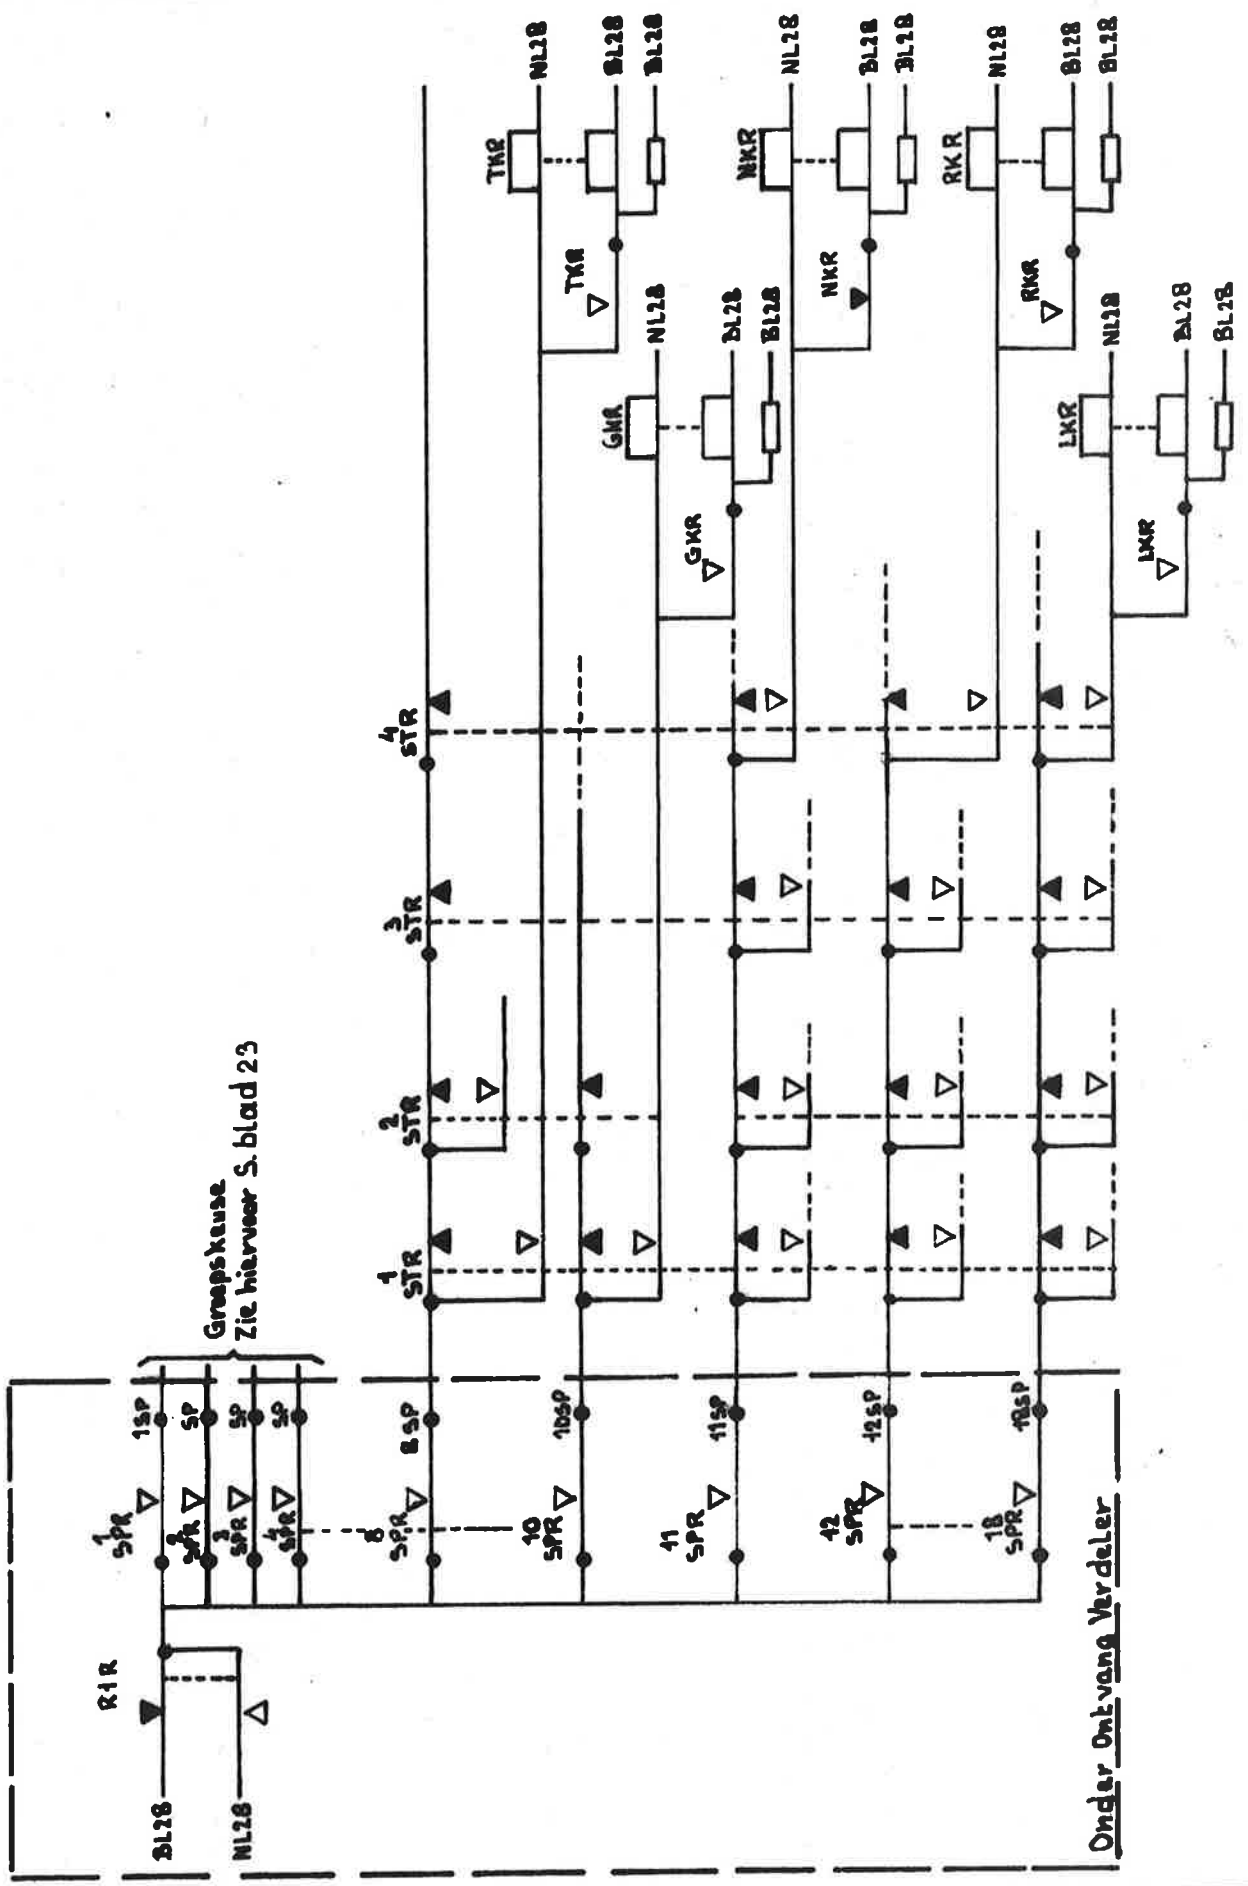 BL28
NL28
R1R
1
SPR
2
SPR
3
SPR
4
SPR
8
SPR
10
SPR
11
SPR
12
SPR
18
SPR
1SP
SP
SP
SP
8SP
10SP
11SP
12SP
18SP
Onder Ontvang Verdeler
Groepskeuse
Zie hiervoor S. blad 23
1
STR
2
STR
3
STR
4
STR
TKR
NL28
TKR
BL28
BL28
GKR
NL28
GKR
BL28
BL28
NKR
NL28
NKR
BL28
BL28
RKR
NL28
RKR
BL28
BL28
LKR
NL28
LKR
BL28
BL28